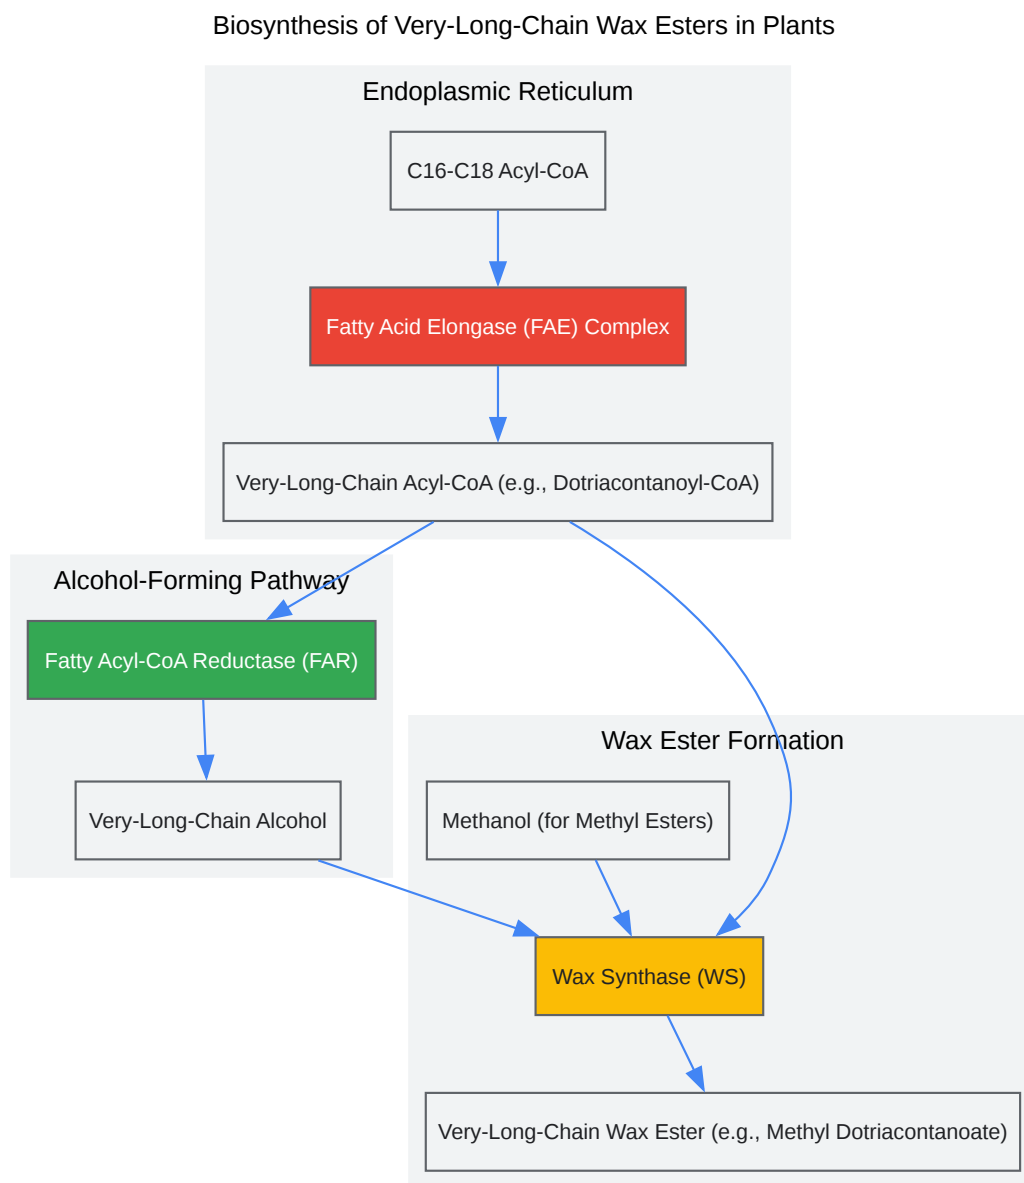 Biosynthesis of Very-Long-Chain Wax Esters in Plants
Endoplasmic Reticulum
C16-C18 Acyl-CoA
Fatty Acid Elongase (FAE) Complex
Very-Long-Chain Acyl-CoA (e.g., Dotriacontanoyl-CoA)
Alcohol-Forming Pathway
Fatty Acyl-CoA Reductase (FAR)
Very-Long-Chain Alcohol
Wax Ester Formation
Methanol (for Methyl Esters)
Wax Synthase (WS)
Very-Long-Chain Wax Ester (e.g., Methyl Dotriacontanoate)